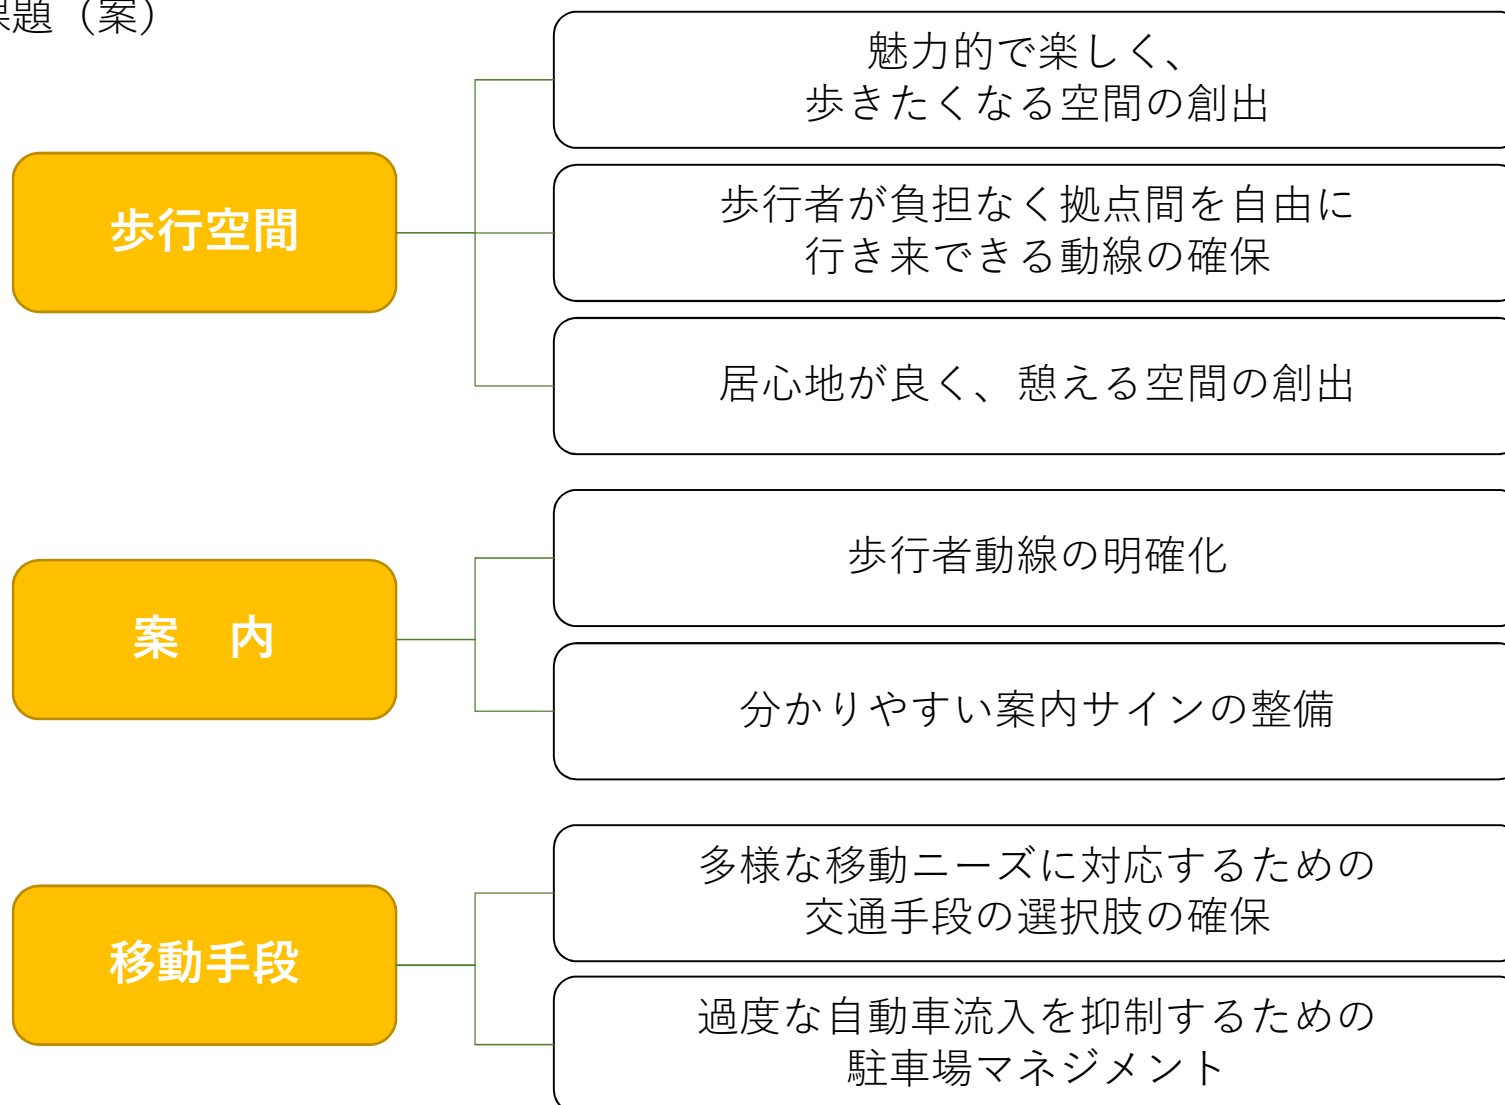 課題（案）
歩行空間
魅力的で楽しく、
歩きたくなる空間の創出
歩行者が負担なく拠点間を自由に
行き来できる動線の確保
居心地が良く、憩える空間の創出
案　内
歩行者動線の明確化
分かりやすい案内サインの整備
移動手段
多様な移動ニーズに対応するための
交通手段の選択肢の確保
過度な自動車流入を抑制するための
駐車場マネジメント